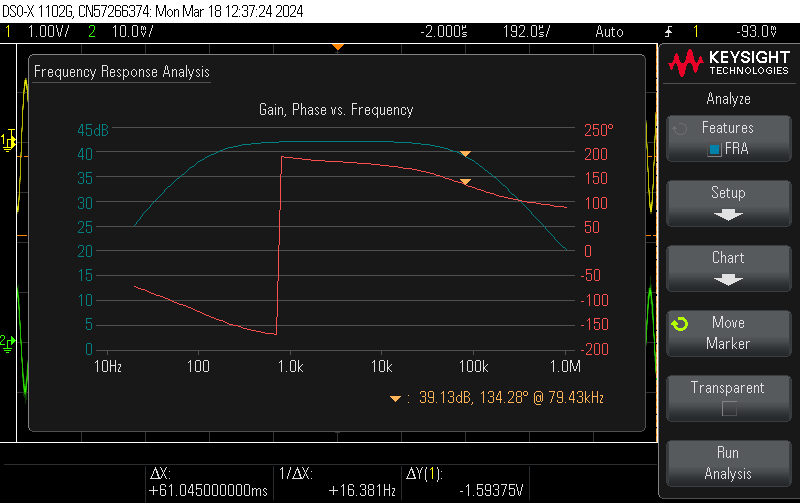 DSO-X 1102G, CN57266374: Mon Mar 18 12:37:24 2024
1 1.00V/ 2 10.0V/ -2.000s 192.0s/ Auto 1 -93.0V
Frequency Response Analysis
KEYSIGHT
TECHNOLOGIES
Analyze
Gain, Phase vs. Frequency
Features
FRA
45dB 250°
40 200
35 150
30 100
25 50
20 0
15 -50
10 -100
5 -150
0 -200
10Hz 100 1.0k 10k 100k 1.0M
: 39.13dB, 134.28° @ 79.43kHz
1
2
Setup
Chart
Move
Marker
Transparent
Run
Analysis
ΔX: 1/ΔX: ΔY(1):
+61.045000000ms +16.381Hz -1.59375V